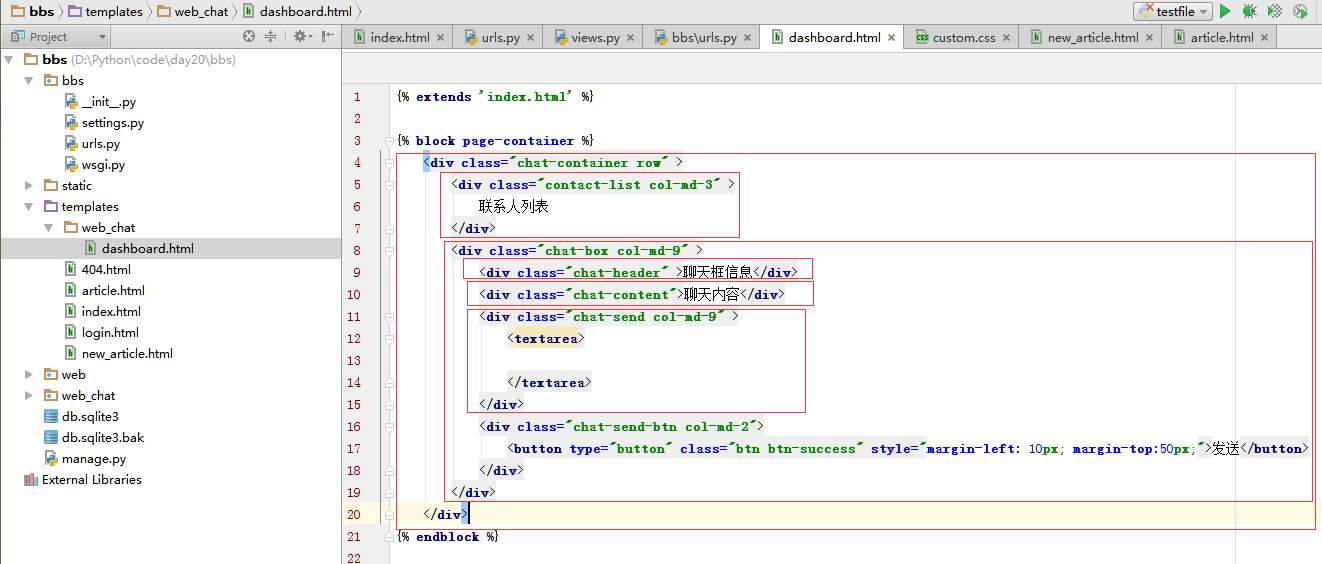 bbs templates web_chat dashboard.html testfile
Project index.html urls.py views.py bbs\urls.py dashboard.html custom.css new_article.html article.html
bbs (D:\Python\code\day20\bbs)
bbs
__init__.py
settings.py
urls.py
wsgi.py
static
templates
web_chat
dashboard.html
404.html
article.html
index.html
login.html
new_article.html
web
web_chat
db.sqlite3
db.sqlite3.bak
manage.py
External Libraries
1 {% extends 'index.html' %}
2
3 {% block page-container %}
4 <div class="chat-container row" >
5 <div class="contact-list col-md-3" >
6 联系人列表
7 </div>
8 <div class="chat-box col-md-9" >
9 <div class="chat-header" >聊天框信息</div>
10 <div class="chat-content">聊天内容</div>
11 <div class="chat-send col-md-9" >
12 <textarea>
13
14 </textarea>
15 </div>
16 <div class="chat-send-btn col-md-2">
17 <button type="button" class="btn btn-success" style="margin-left: 10px; margin-top:50px;">发送</button>
18 </div>
19 </div>
20 </div>
21 {% endblock %}
22